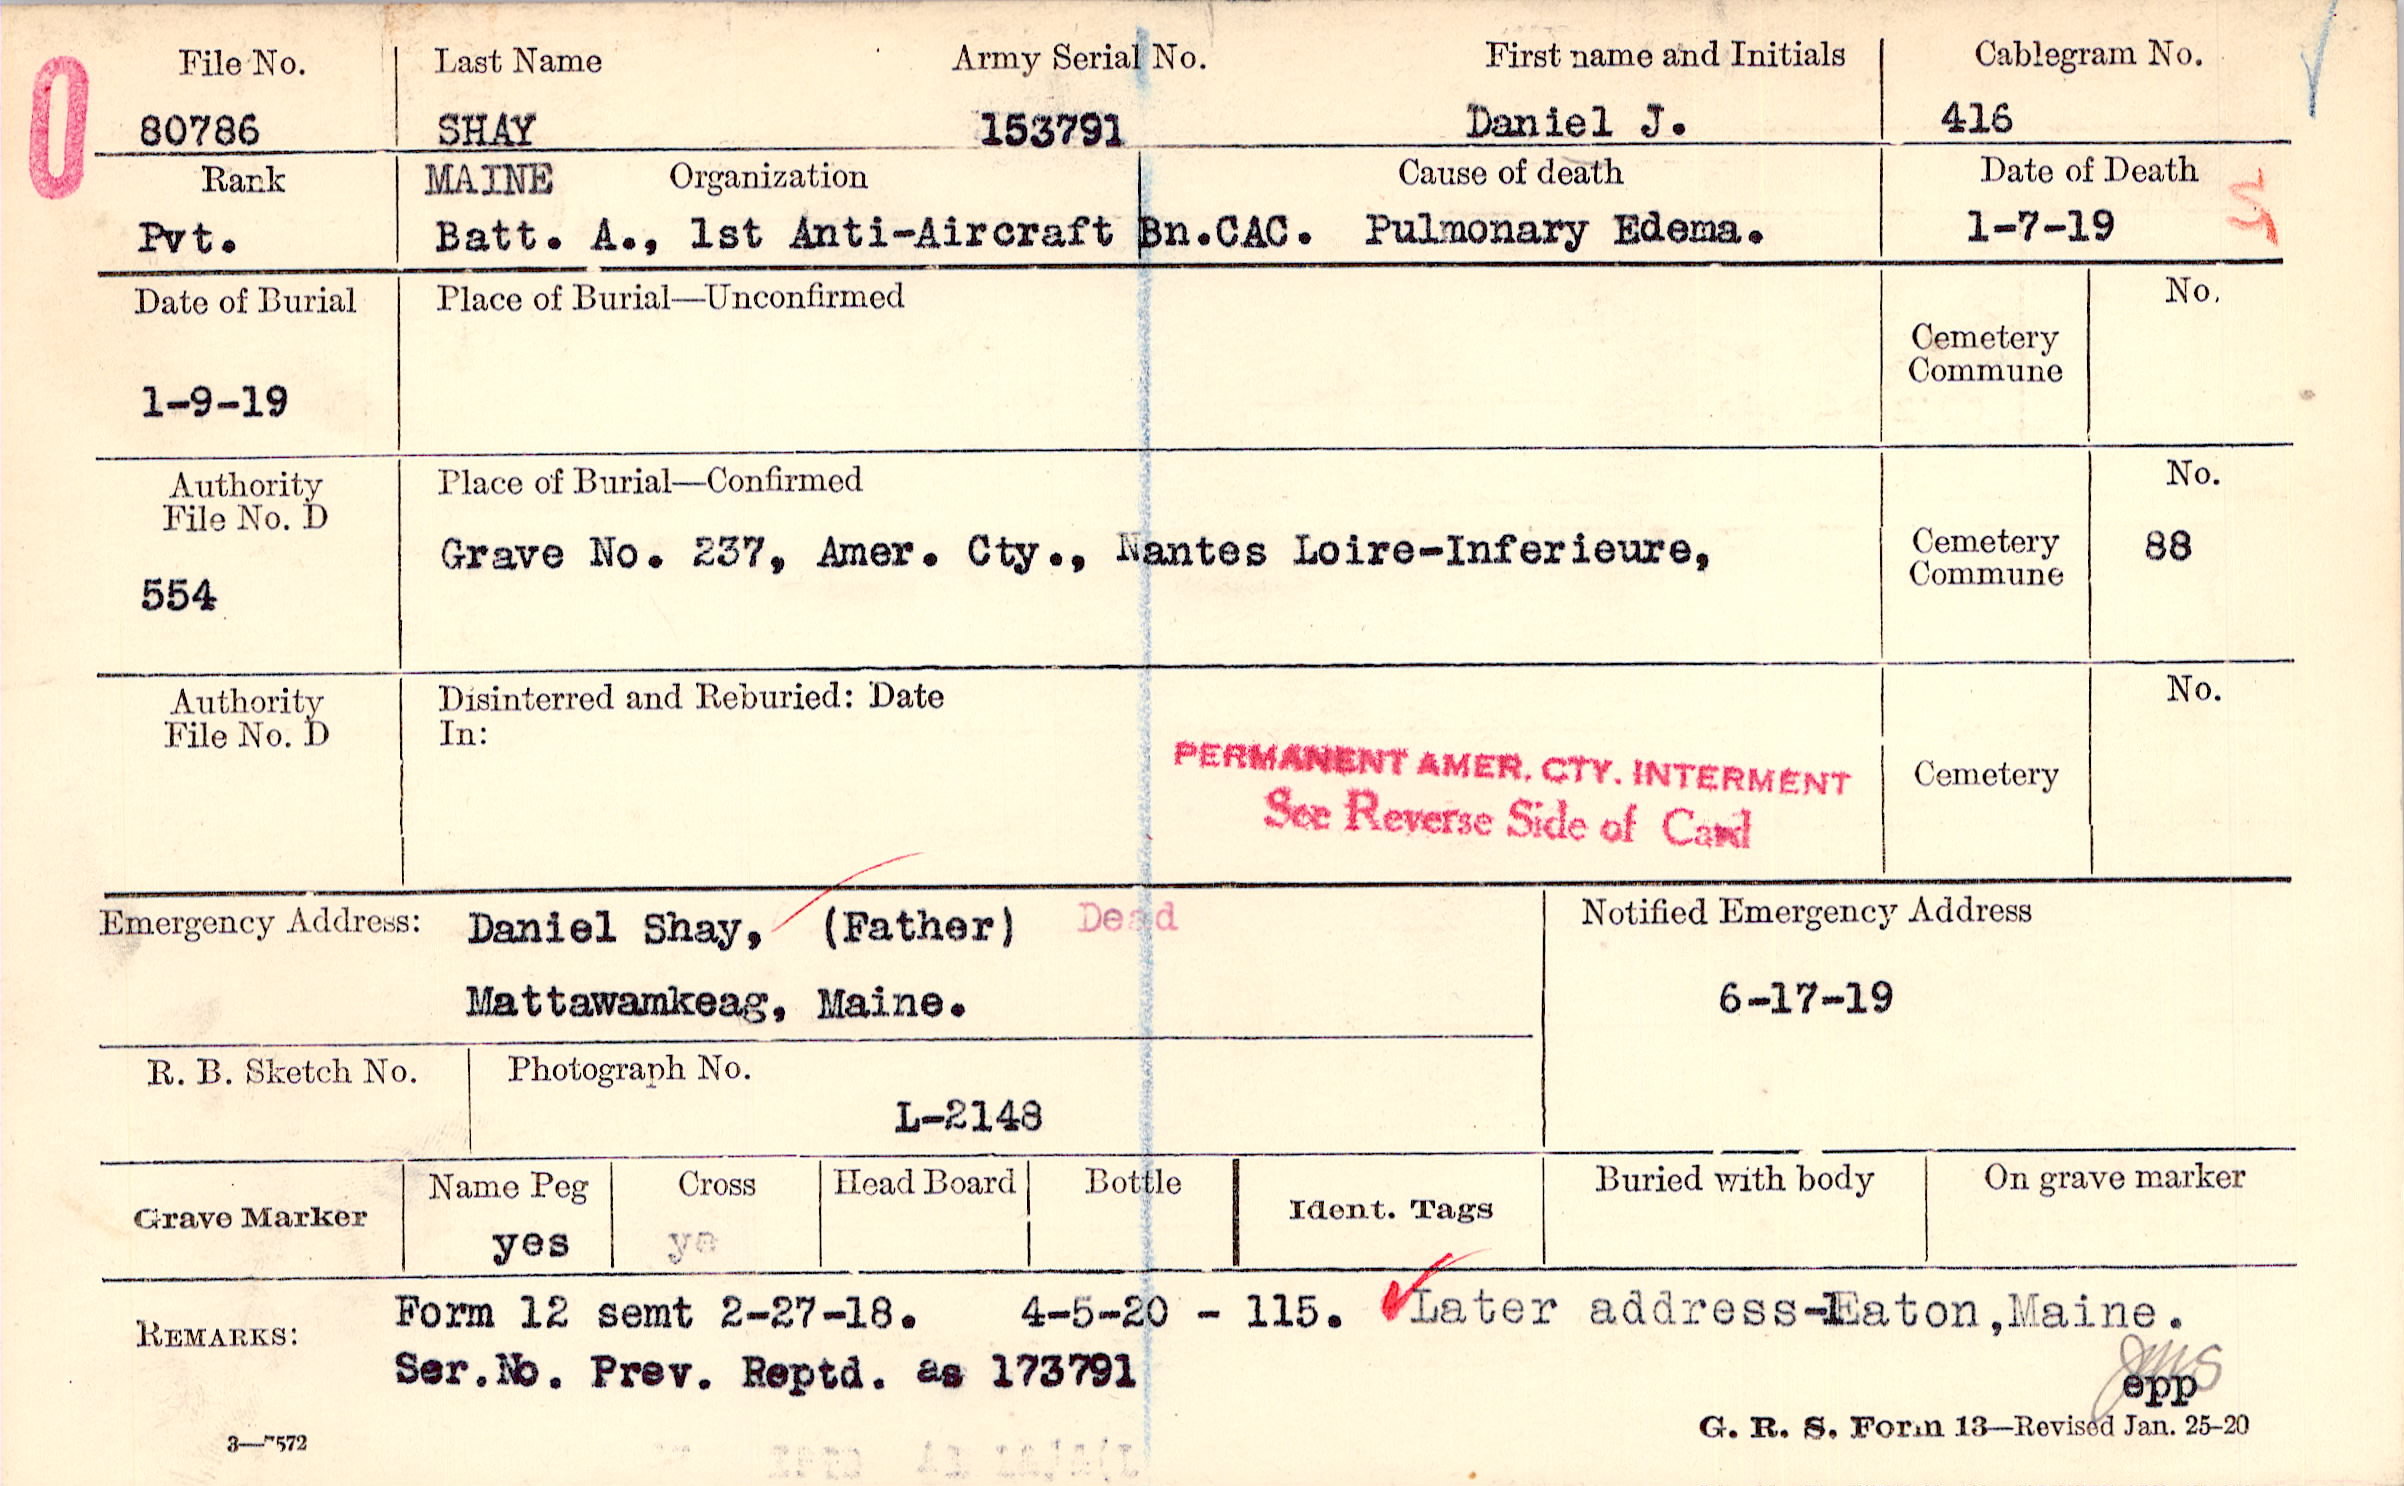 File No. Last Name Army Serial No. First name and Initials Cablegram No.
80786 SHAY 153791 Daniel J. 416
Rank MAINE Organization Cause of death Date of Death
Pvt. Batt. A., 1st Anti-Aircraft Bn.CAC. Pulmonary Edema. 1-7-19
Date of Burial Place of Burial—Unconfirmed No.
Cemetery
Commune
1-9-19
Authority Place of Burial—Confirmed No.
File No. D
Grave No. 237, Amer. Cty., Nantes Loire-Inferieure, Cemetery 88
Commune
554
Authority Disinterred and Reburied: Date No.
File No. D In:
PERMANENT AMER. CTY. INTERMENT Cemetery
See Reverse Side of Card
Emergency Address: Daniel Shay, (Father) Dead Notified Emergency Address
Mattawamkeag, Maine. 6-17-19
R. B. Sketch No. Photograph No.
L-2148
Grave Marker Name Peg Cross Head Board Bottle Ident. Tags Buried with body On grave marker
yes ye
REMARKS: Form 12 semt 2-27-18. 4-5-20 - 115. Later address-Eaton,Maine.
Ser.No. Prev. Reptd. as 173791
epp
3—7572 G. R. S. Form 13—Revised Jan. 25-20